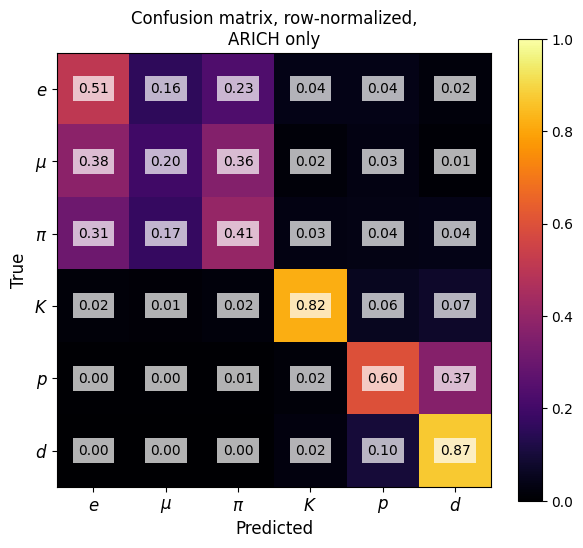 Confusion matrix, row-normalized,
ARICH only
True
e 0.51 0.16 0.23 0.04 0.04 0.02
μ 0.38 0.20 0.36 0.02 0.03 0.01
π 0.31 0.17 0.41 0.03 0.04 0.04
K 0.02 0.01 0.02 0.82 0.06 0.07
p 0.00 0.00 0.01 0.02 0.60 0.37
d 0.00 0.00 0.00 0.02 0.10 0.87
e μ π K p d
Predicted
1.0
0.8
0.6
0.4
0.2
0.0